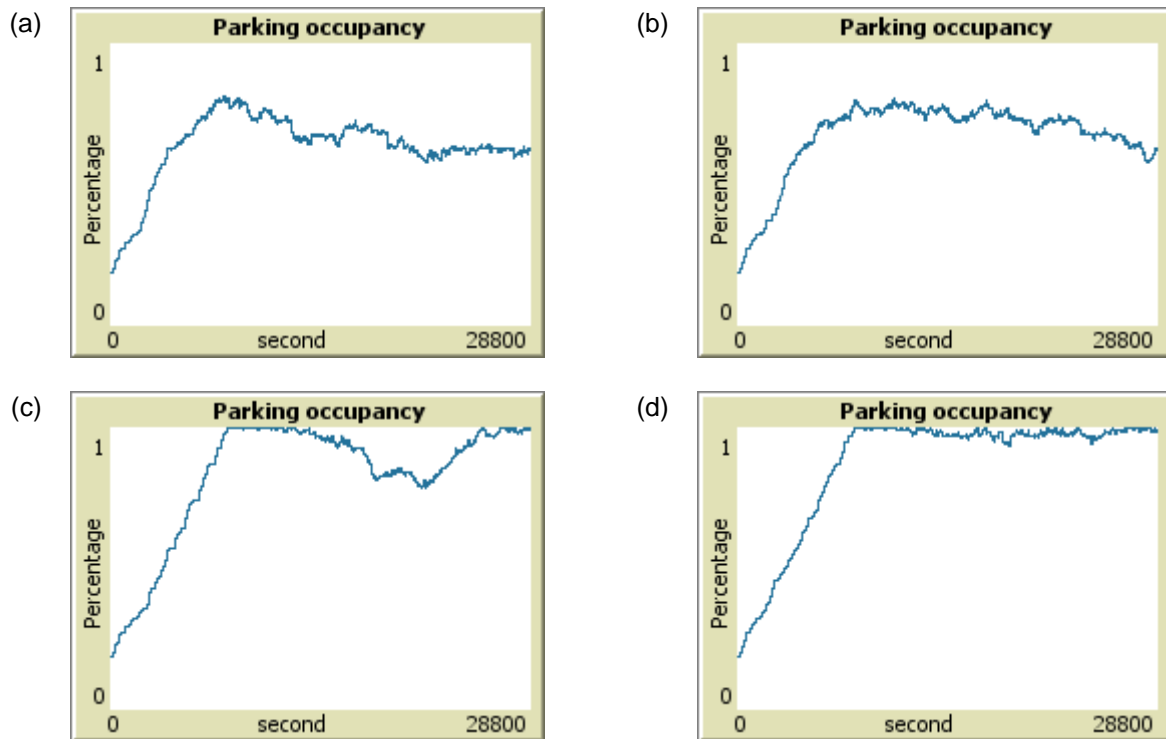 (a)
Parking occupancy
1
Percentage
0
0 second 28800
(b)
Parking occupancy
1
Percentage
0
0 second 28800
(c)
Parking occupancy
1
Percentage
0
0 second 28800
(d)
Parking occupancy
1
Percentage
0
0 second 28800